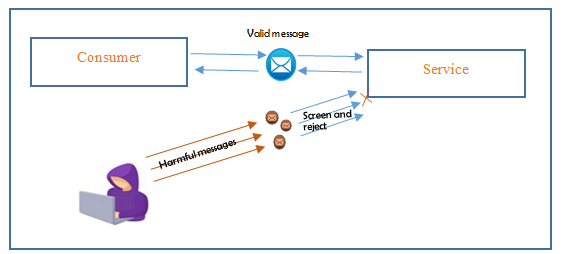 Valid message
Consumer
Service
Screen and
reject
Harmful messages